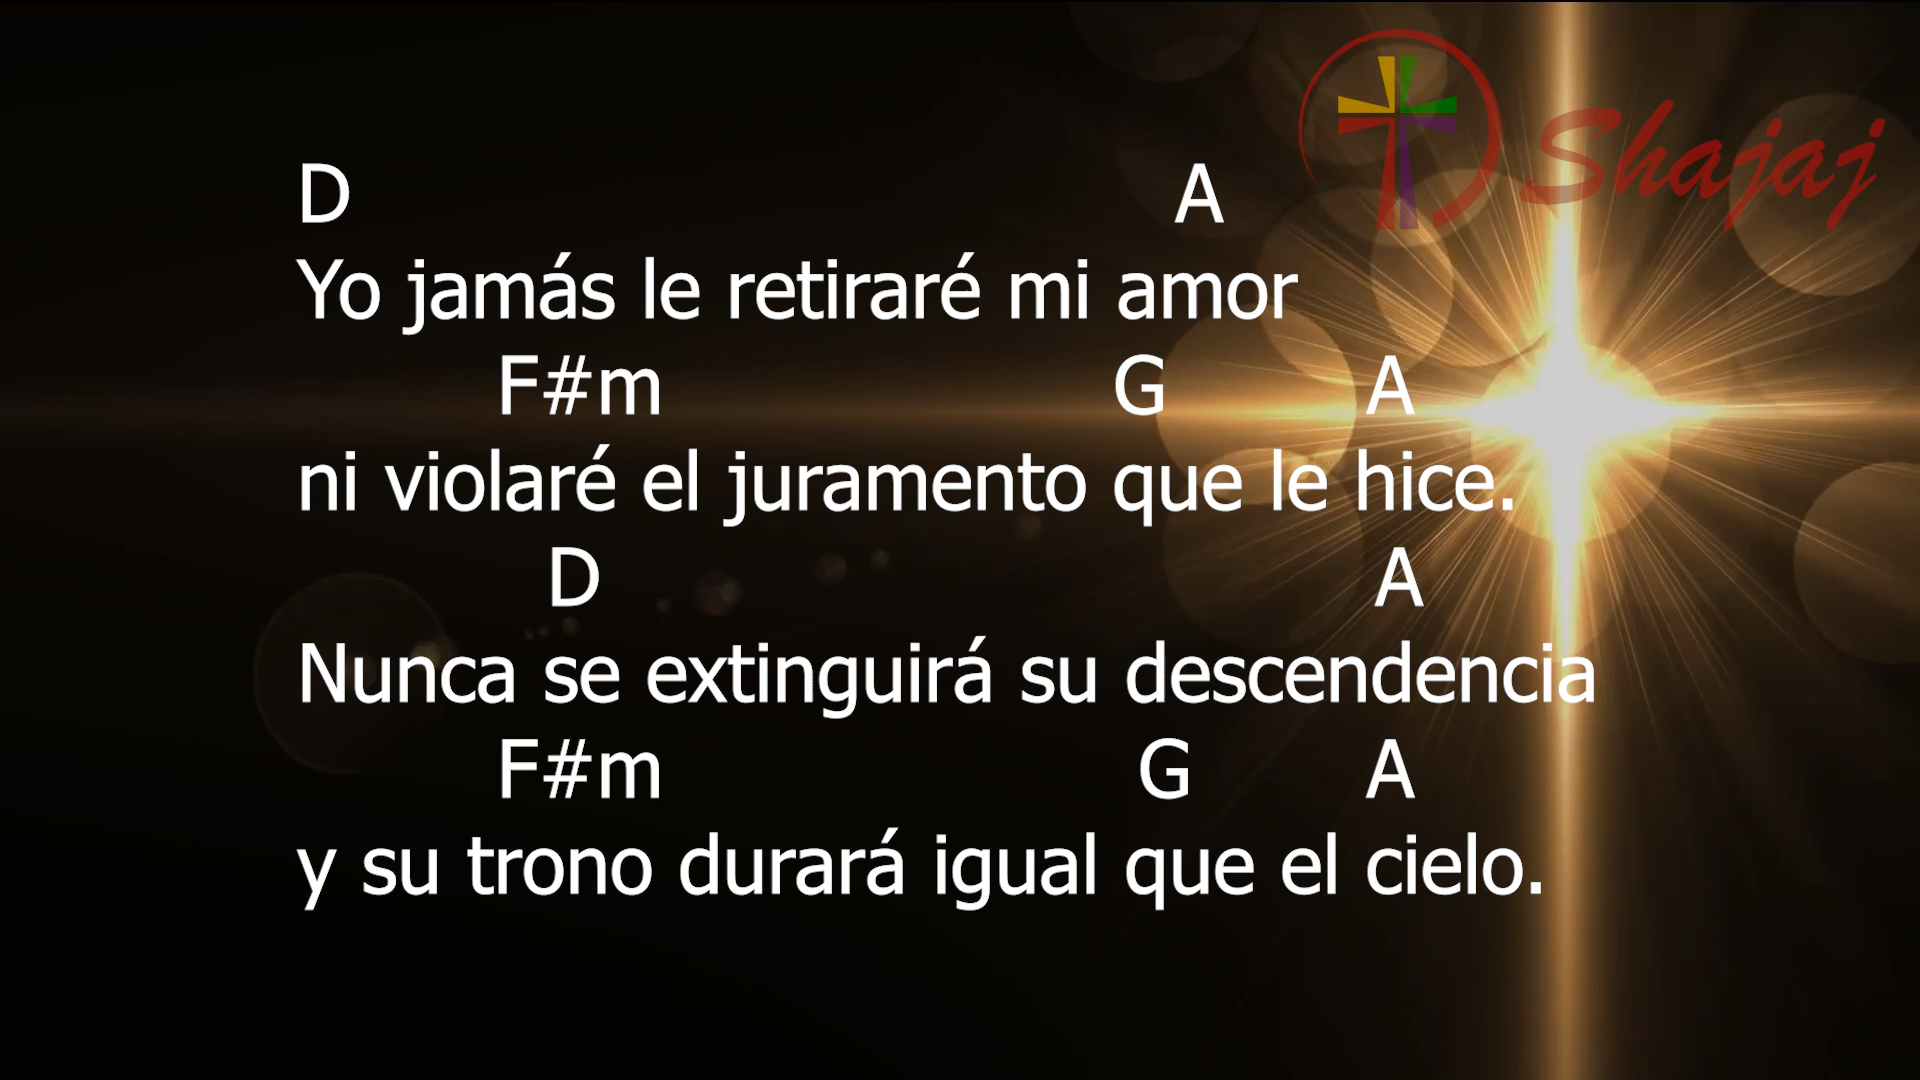 Shajaj
D A
Yo jamás le retiraré mi amor
F#m G A
ni violaré el juramento que le hice.
D A
Nunca se extinguirá su descendencia
F#m G A
y su trono durará igual que el cielo.